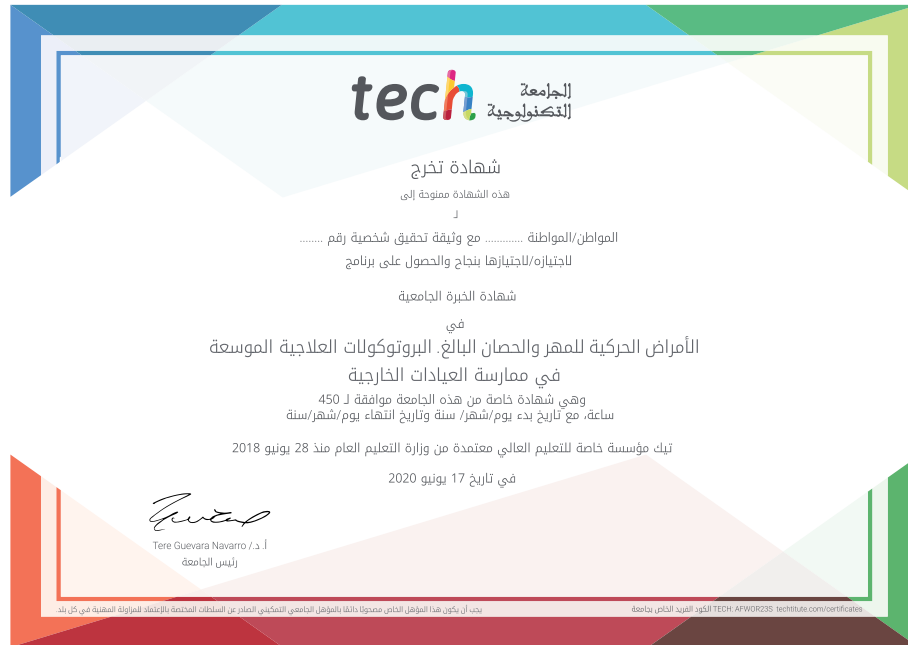 tech الجامعة
التكنولوجية
شهادة تخرج
هذه الشهادة ممنوحة إلى
لـ
المواطن/المواطنة ............. مع وثيقة تحقيق شخصية رقم ........
لاجتيازه/لاجتيازها بنجاح والحصول على برنامج
شهادة الخبرة الجامعية
في
الأمراض الحركية للمهر والحصان البالغ. البروتوكولات العلاجية الموسعة
في ممارسة العيادات الخارجية
وهي شهادة خاصة من هذه الجامعة موافقة لـ 450
ساعة، مع تاريخ بدء يوم/شهر/ سنة وتاريخ انتهاء يوم/شهر/سنة
تيك مؤسسة خاصة للتعليم العالي معتمدة من وزارة التعليم العام منذ 28 يونيو 2018
في تاريخ 17 يونيو 2020
أ. د./ Tere Guevara Navarro
رئيس الجامعة
يجب أن يكون هذا المؤهل الخاص مصحوبًا دائمًا بالمؤهل الجامعي التمكيني الصادر عن السلطات المختصة بالإعتماد للمزاولة المهنية في كل بلد.
الكود الفريد الخاص بجامعة TECH: AFWOR23S techtitute.com/certificates